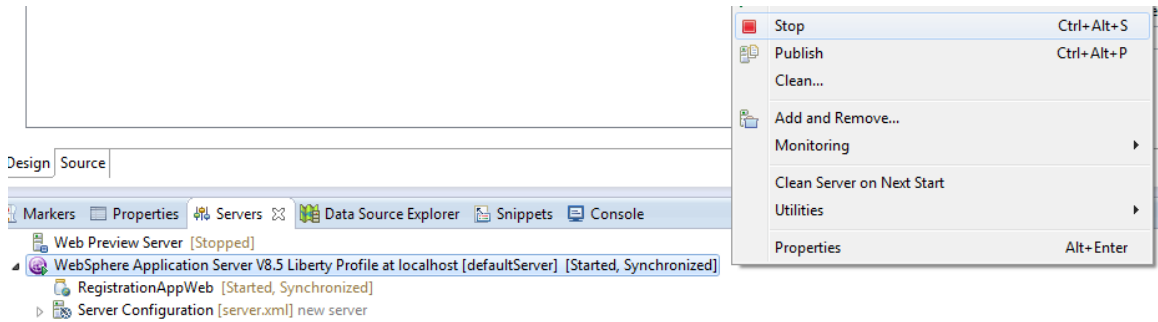 Stop Ctrl+Alt+S
Publish Ctrl+Alt+P
Clean...
Add and Remove...
Monitoring
Clean Server on Next Start
Utilities
Properties Alt+Enter
Design Source
Markers Properties Servers Data Source Explorer Snippets Console
Web Preview Server [Stopped]
WebSphere Application Server V8.5 Liberty Profile at localhost [defaultServer] [Started, Synchronized]
RegistrationAppWeb [Started, Synchronized]
Server Configuration [server.xml] new server